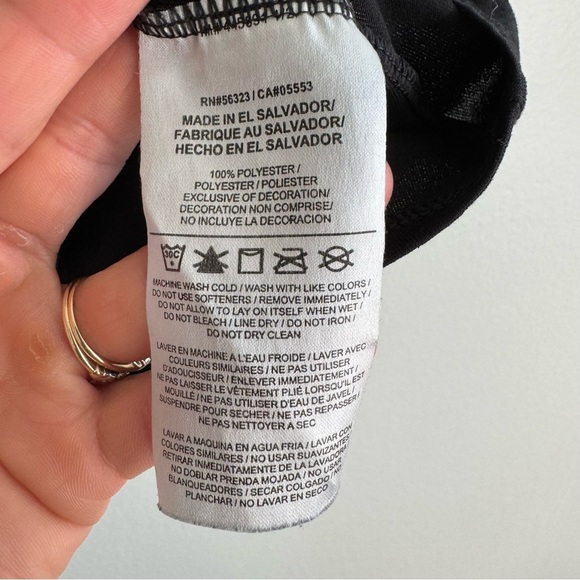 RN#56323 / CA#05553
MADE IN EL SALVADOR/
FABRIQUE AU SALVADOR/
HECHO EN EL SALVADOR
100% POLYESTER /
POLYESTER / POLIESTER
EXCLUSIVE OF DECORATION/
DECORATION NON COMPRISE/
NO INCLUYE LA DECORACION
30C
MACHINE WASH COLD / WASH WITH LIKE COLORS /
DO NOT USE SOFTENERS / REMOVE IMMEDIATELY /
DO NOT ALLOW TO LAY ON ITSELF WHEN WET /
DO NOT BLEACH / LINE DRY / DO NOT IRON /
DO NOT DRY CLEAN
LAVER EN MACHINE A L'EAU FROIDE / LAVER AVEC
COULEURS SIMILAIRES / NE PAS UTILISER
D'ADOUCISSEUR / ENLEVER IMMEDIATEMENT /
NE PAS LAISSER LE VETEMENT PLIÉ LORSQU'IL EST
MOUILLÉ / NE PAS UTILISER D'EAU DE JAVEL /
SUSPENDRE POUR SECHER / NE PAS REPASSER /
NE PAS NETTOYER A SEC
LAVAR A MAQUINA EN AGUA FRIA / LAVAR CON
COLORES SIMILARES / NO USAR SUAVIZANTES
RETIRAR INMEDIATAMENTE DE LA LAVADORA
NO DOBLAR PRENDA MOJADA / NO USAR
BLANQUEADORES / SECAR COLGADO / NO
PLANCHAR / NO LAVAR EN SECO